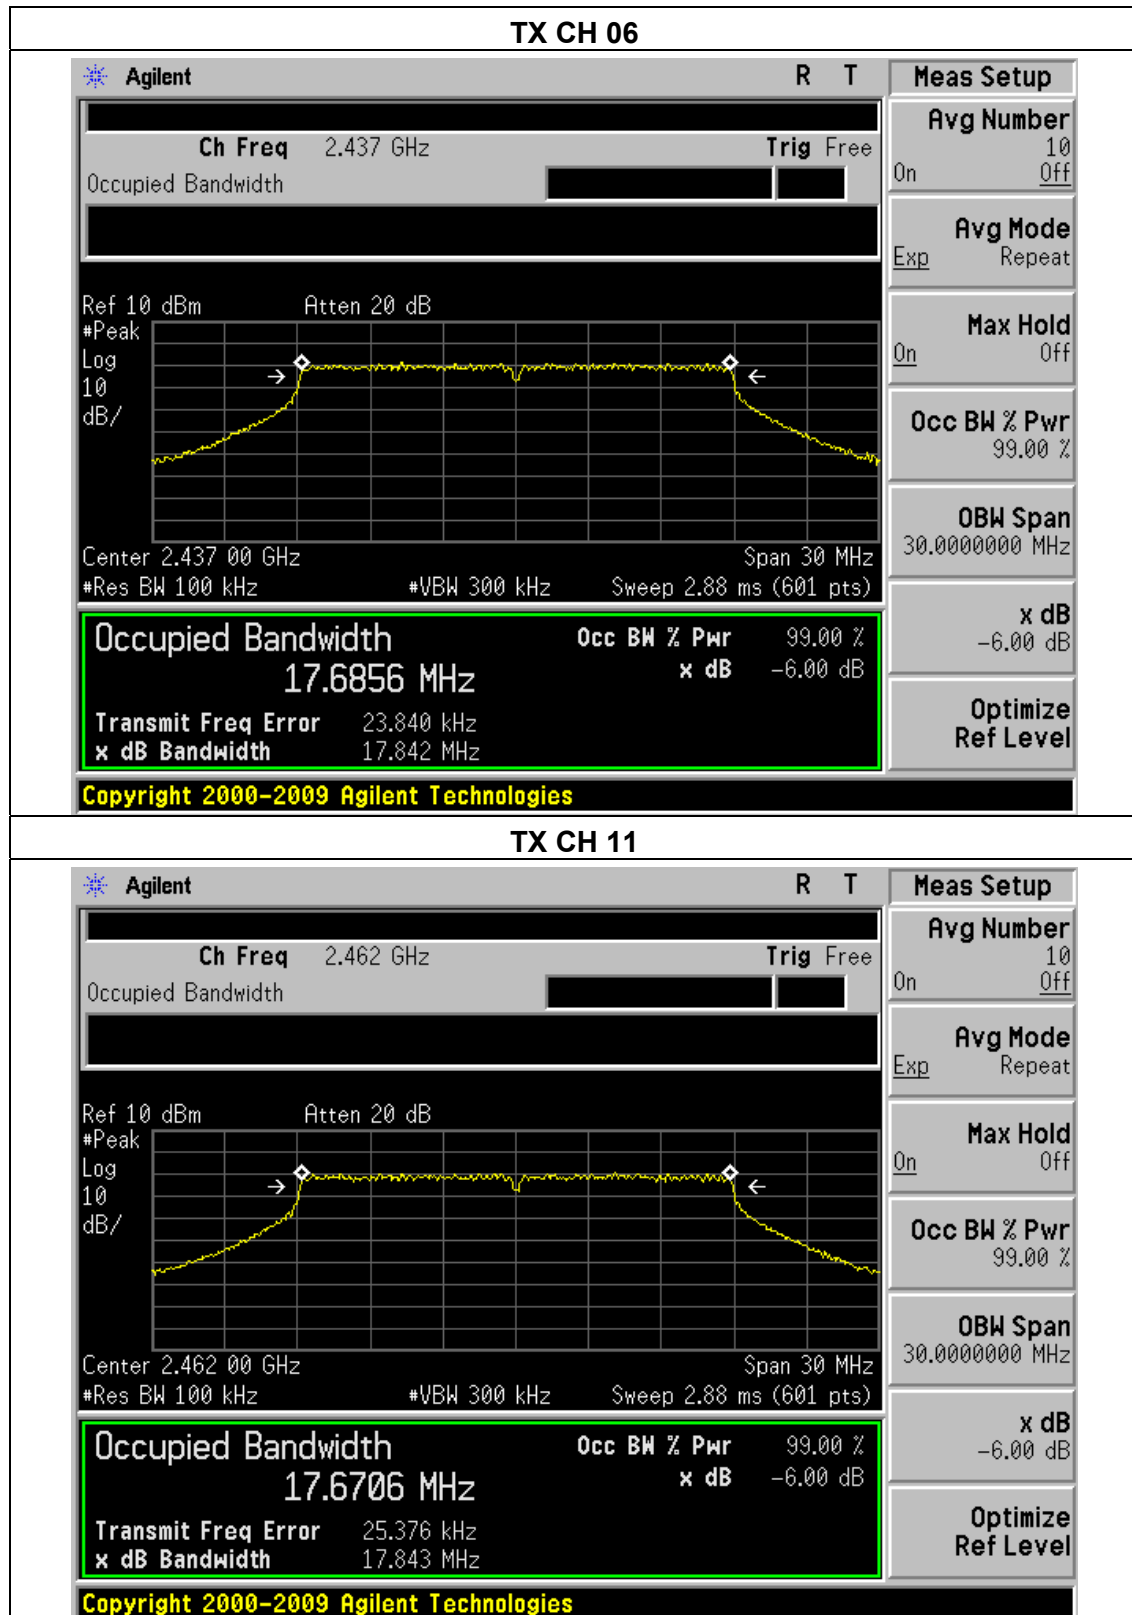 TX CH 06
Agilent R T Meas Setup
Avg Number
10
On Off
Ch Freq 2.437 GHz Trig Free
Occupied Bandwidth
Avg Mode
Exp Repeat
Ref 10 dBm Atten 20 dB
#Peak
Log
10
dB/
Max Hold
On Off
Occ BW % Pwr
99.00 %
OBW Span
30.0000000 MHz
Center 2.437 00 GHz Span 30 MHz
#Res BW 100 kHz #VBW 300 kHz Sweep 2.88 ms (601 pts)
x dB
-6.00 dB
Occupied Bandwidth Occ BW % Pwr 99.00 %
17.6856 MHz x dB -6.00 dB
Transmit Freq Error 23.840 kHz
x dB Bandwidth 17.842 MHz
Optimize
Ref Level
Copyright 2000-2009 Agilent Technologies
TX CH 11
Agilent R T Meas Setup
Avg Number
10
On Off
Ch Freq 2.462 GHz Trig Free
Occupied Bandwidth
Avg Mode
Exp Repeat
Ref 10 dBm Atten 20 dB
#Peak
Log
10
dB/
Max Hold
On Off
Occ BW % Pwr
99.00 %
OBW Span
30.0000000 MHz
Center 2.462 00 GHz Span 30 MHz
#Res BW 100 kHz #VBW 300 kHz Sweep 2.88 ms (601 pts)
x dB
-6.00 dB
Occupied Bandwidth Occ BW % Pwr 99.00 %
17.6706 MHz x dB -6.00 dB
Transmit Freq Error 25.376 kHz
x dB Bandwidth 17.843 MHz
Optimize
Ref Level
Copyright 2000-2009 Agilent Technologies